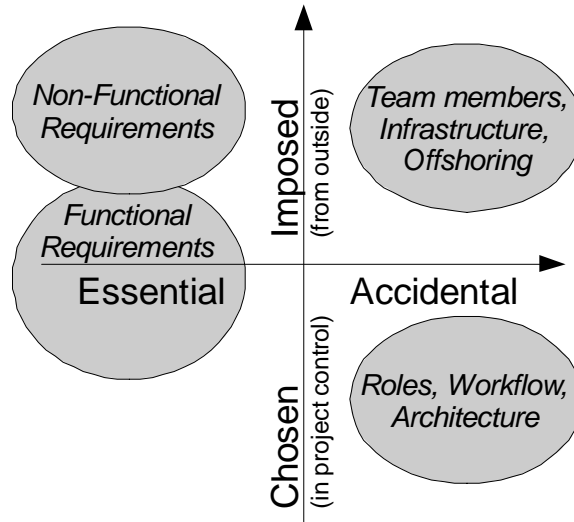 Non-Functional
Requirements
Functional
Requirements
Imposed
(from outside)
Team members,
Infrastructure,
Offshoring
Essential
Accidental
Chosen
(in project control)
Roles, Workflow,
Architecture